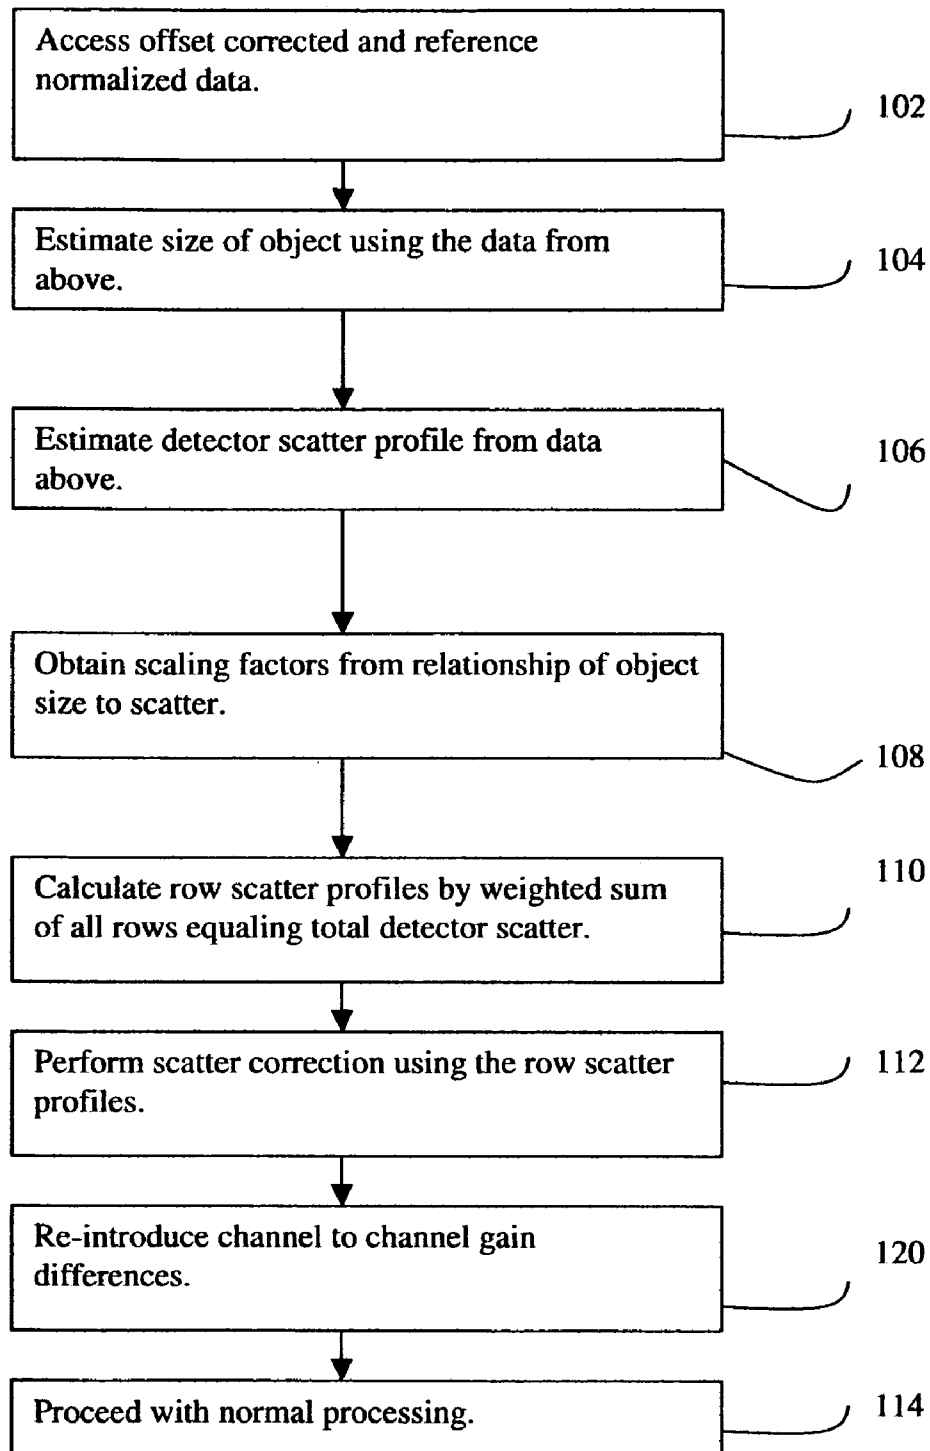 Access offset corrected and reference
normalized data.
102
Estimate size of object using the data from
above.
104
Estimate detector scatter profile from data
above.
106
Obtain scaling factors from relationship of object
size to scatter.
108
Calculate row scatter profiles by weighted sum
of all rows equaling total detector scatter.
110
Perform scatter correction using the row scatter
profiles.
112
Re-introduce channel to channel gain
differences.
120
Proceed with normal processing.
114